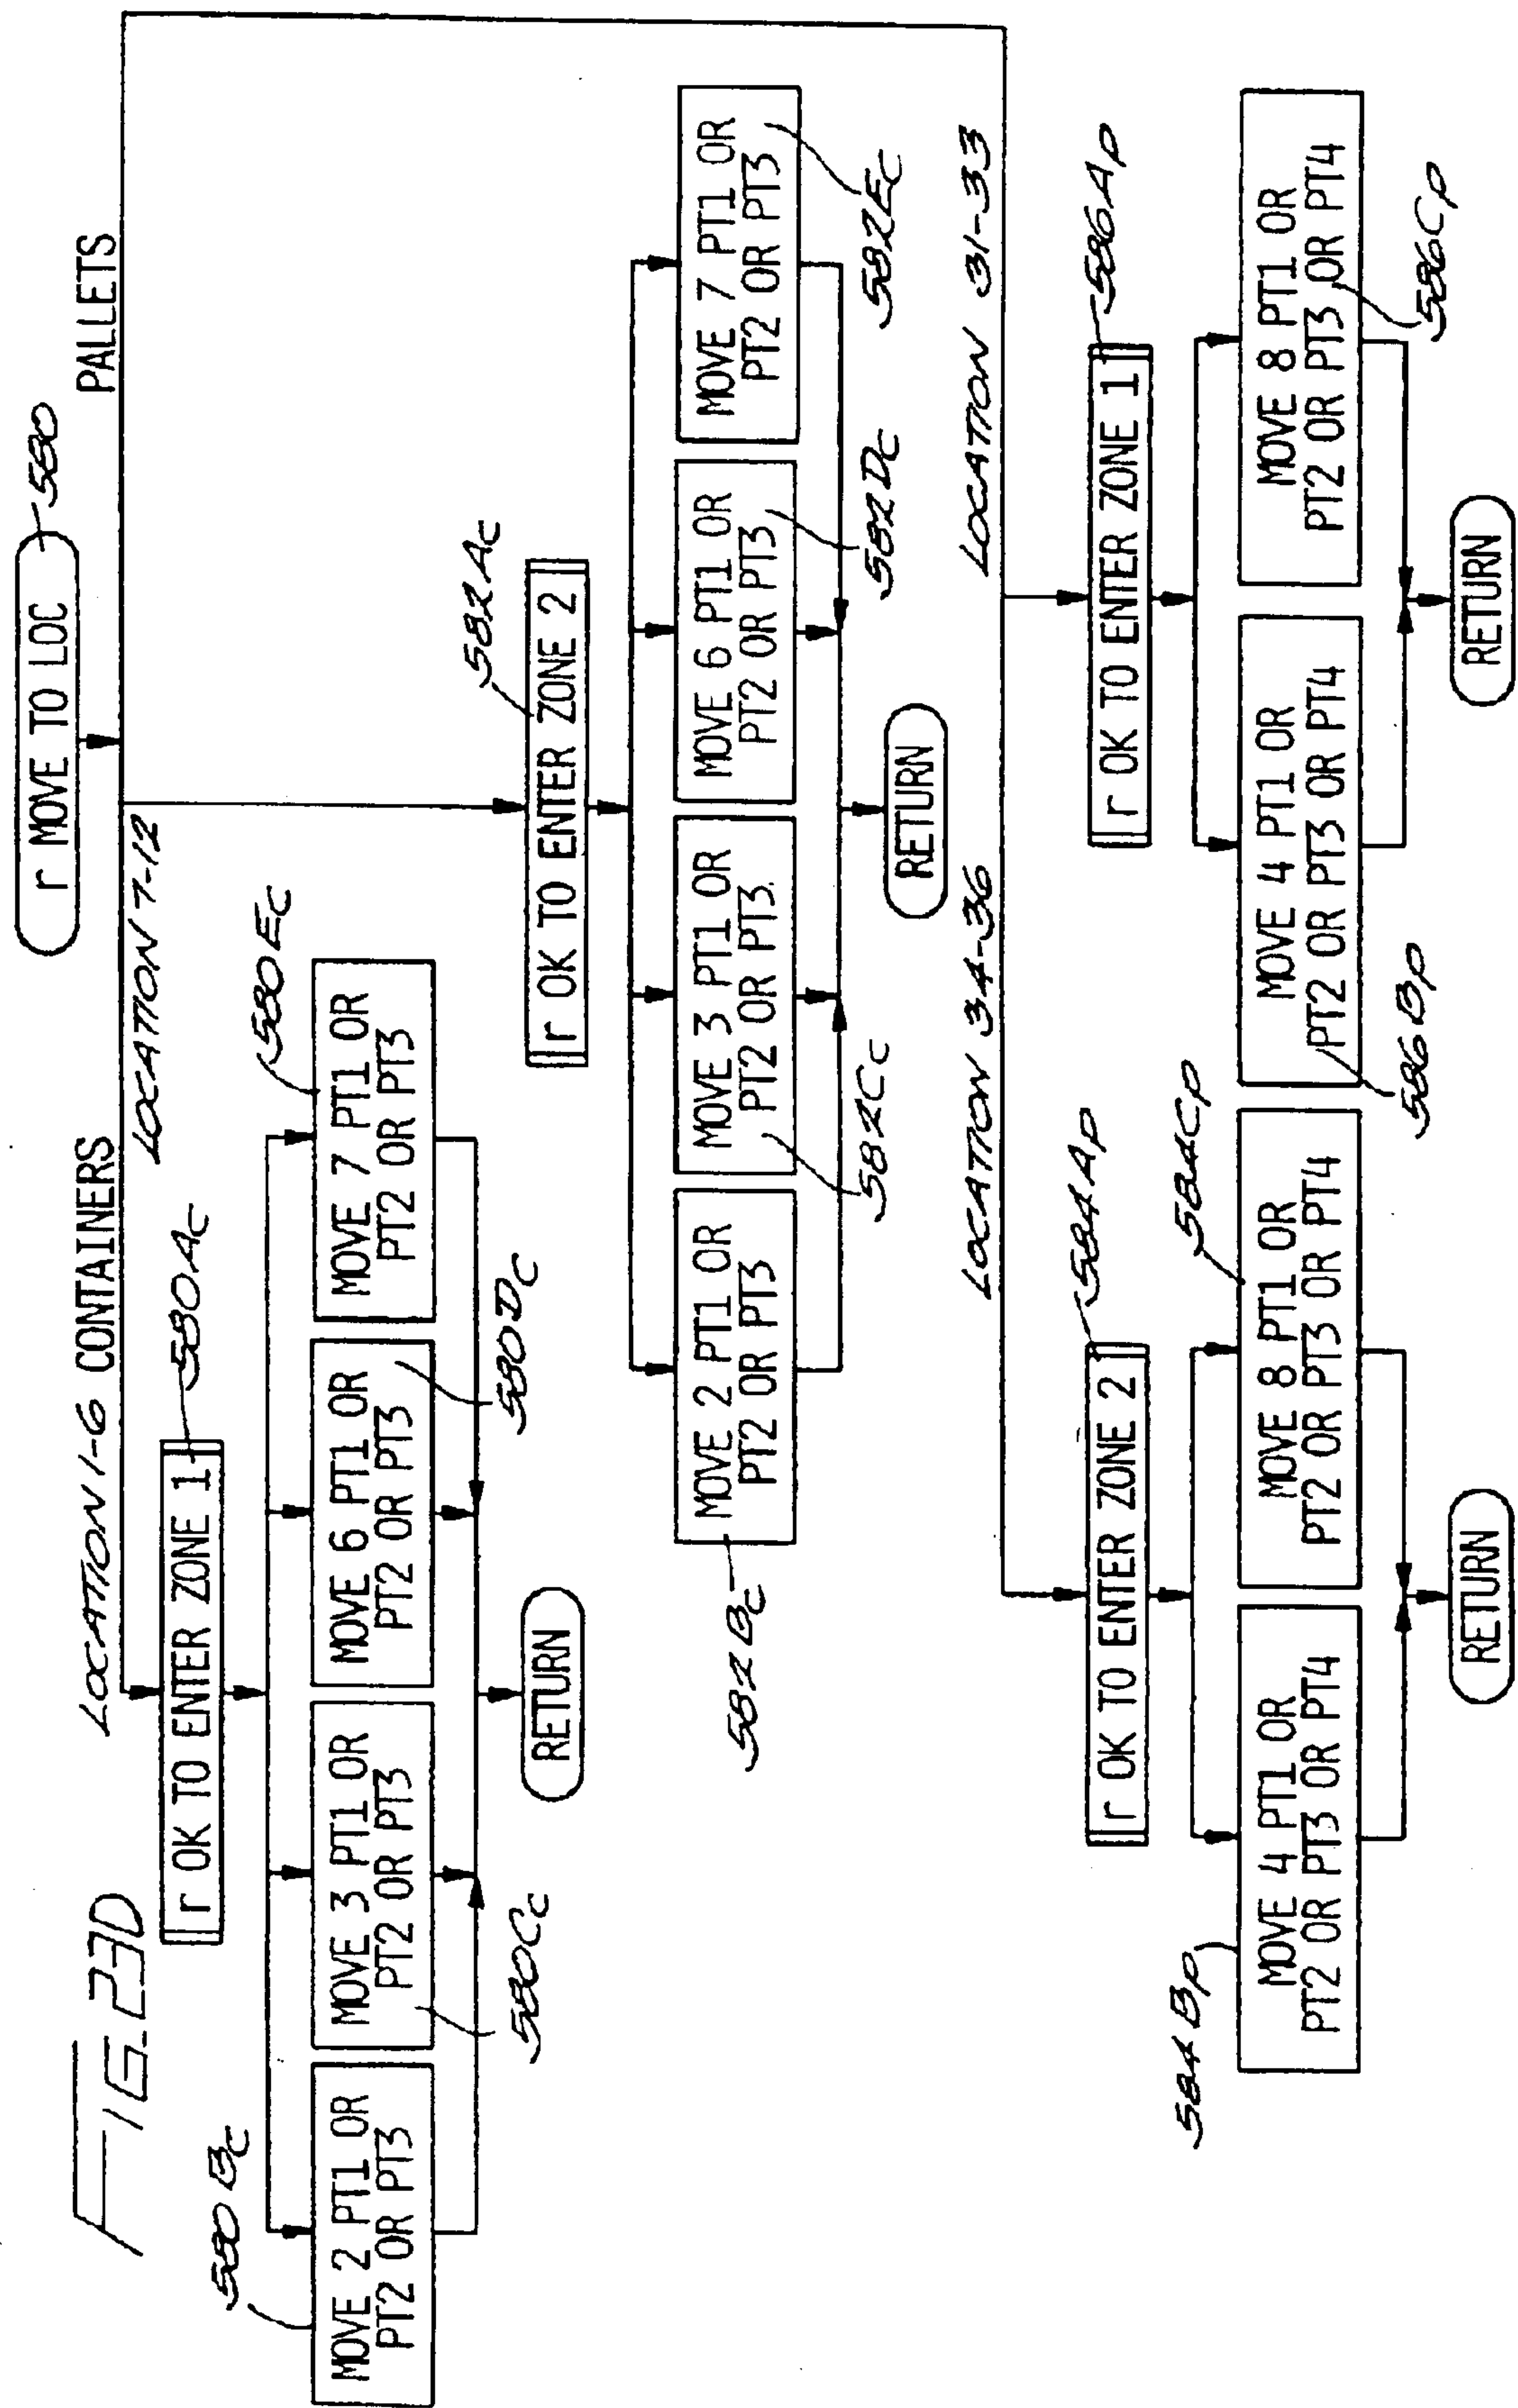 FIG. 23D
r MOVE TO LOC
580
LOCATION 1-6
CONTAINERS
PALLETS
LOCATION 7-12
580Ac
r OK TO ENTER ZONE 1
580Bc
MOVE 2 PT1 OR
PT2 OR PT3
MOVE 3 PT1 OR
PT2 OR PT3
580Cc
MOVE 6 PT1 OR
PT2 OR PT3
580Dc
580Ec
MOVE 7 PT1 OR
PT2 OR PT3
RETURN
582Ac
r OK TO ENTER ZONE 2
MOVE 2 PT1 OR
PT2 OR PT3
582Bc
MOVE 3 PT1 OR
PT2 OR PT3
582Cc
MOVE 6 PT1 OR
PT2 OR PT3
582Dc
MOVE 7 PT1 OR
PT2 OR PT3
582Ec
RETURN
LOCATION 34-36
LOCATION 31-33
584Ap
r OK TO ENTER ZONE 2
584Bp
MOVE 4 PT1 OR
PT2 OR PT3 OR PT4
584Cp
MOVE 8 PT1 OR
PT2 OR PT3 OR PT4
RETURN
586Ap
r OK TO ENTER ZONE 1
MOVE 4 PT1 OR
PT2 OR PT3 OR PT4
586Bp
MOVE 8 PT1 OR
PT2 OR PT3 OR PT4
586Cp
RETURN